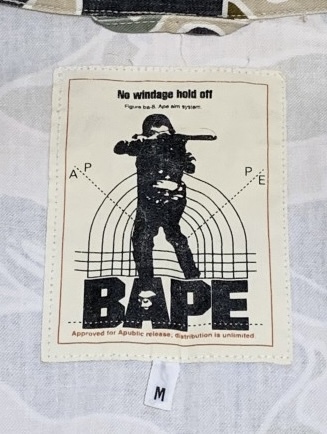 No windage hold off
Figure ba-8. Ape aim system.
A P
P E
BAPE
Approved for Apublic release, distribution is unlimited
M